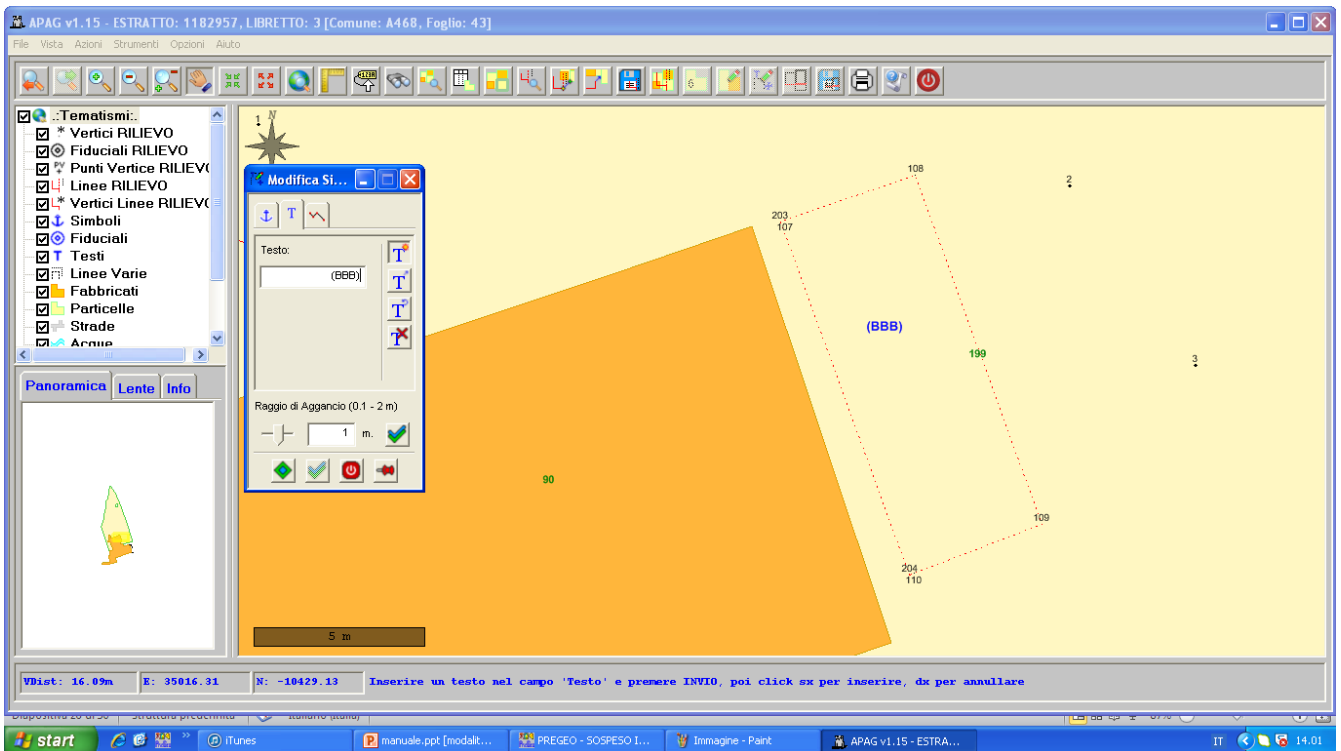 APAG v1.15 - ESTRATTO: 1182957, LIBRETTO: 3 [Comune: A468, Foglio: 43]
File Vista Azioni Strumenti Opzioni Aiuto
.:Tematismi:.
Vertici RILIEVO
Fiduciali RILIEVO
Punti Vertice RILIEVO
Linee RILIEVO
Vertici Linee RILIEVO
Simboli
Fiduciali
Testi
Linee Varie
Fabbricati
Particelle
Strade
Acque
Panoramica Lente Info
1 N
Modifica Si...
T
Testo:
(BBB)
Raggio di Aggancio (0.1 - 2 m)
1 m.
108
2
203
107
(BBB)
199
3
90
109
204
110
5 m
VDist: 16.09m E: 35016.31 N: -10429.13 Inserire un testo nel campo 'Testo' e premere INVIO, poi click sx per inserire, dx per annullare
start iTunes manuale.ppt [modalit... PREGEO - SOSPESO I... Immagine - Paint APAG v1.15 - ESTRA... IT 14.01